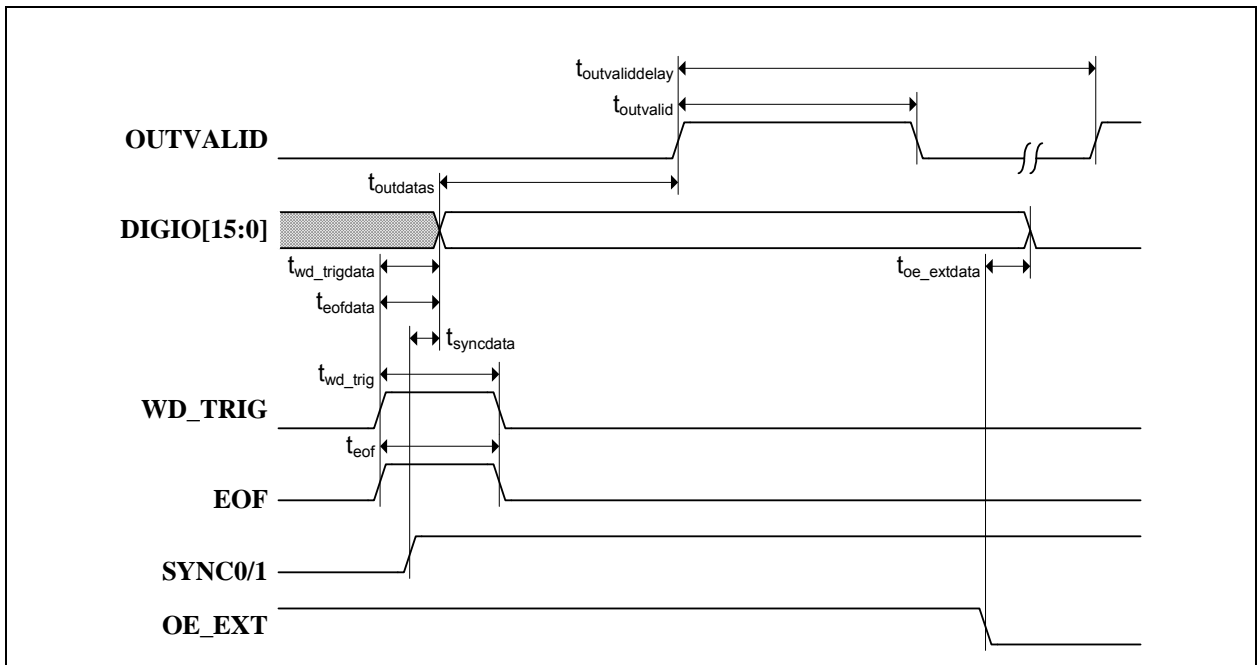 toutvaliddelay
toutvalid
OUTVALID
toutdatas
DIGIO[15:0]
twd_trigdata
toe_extdata
teofdata
tsyncdata
twd_trig
WD_TRIG
teof
EOF
SYNC0/1
OE_EXT